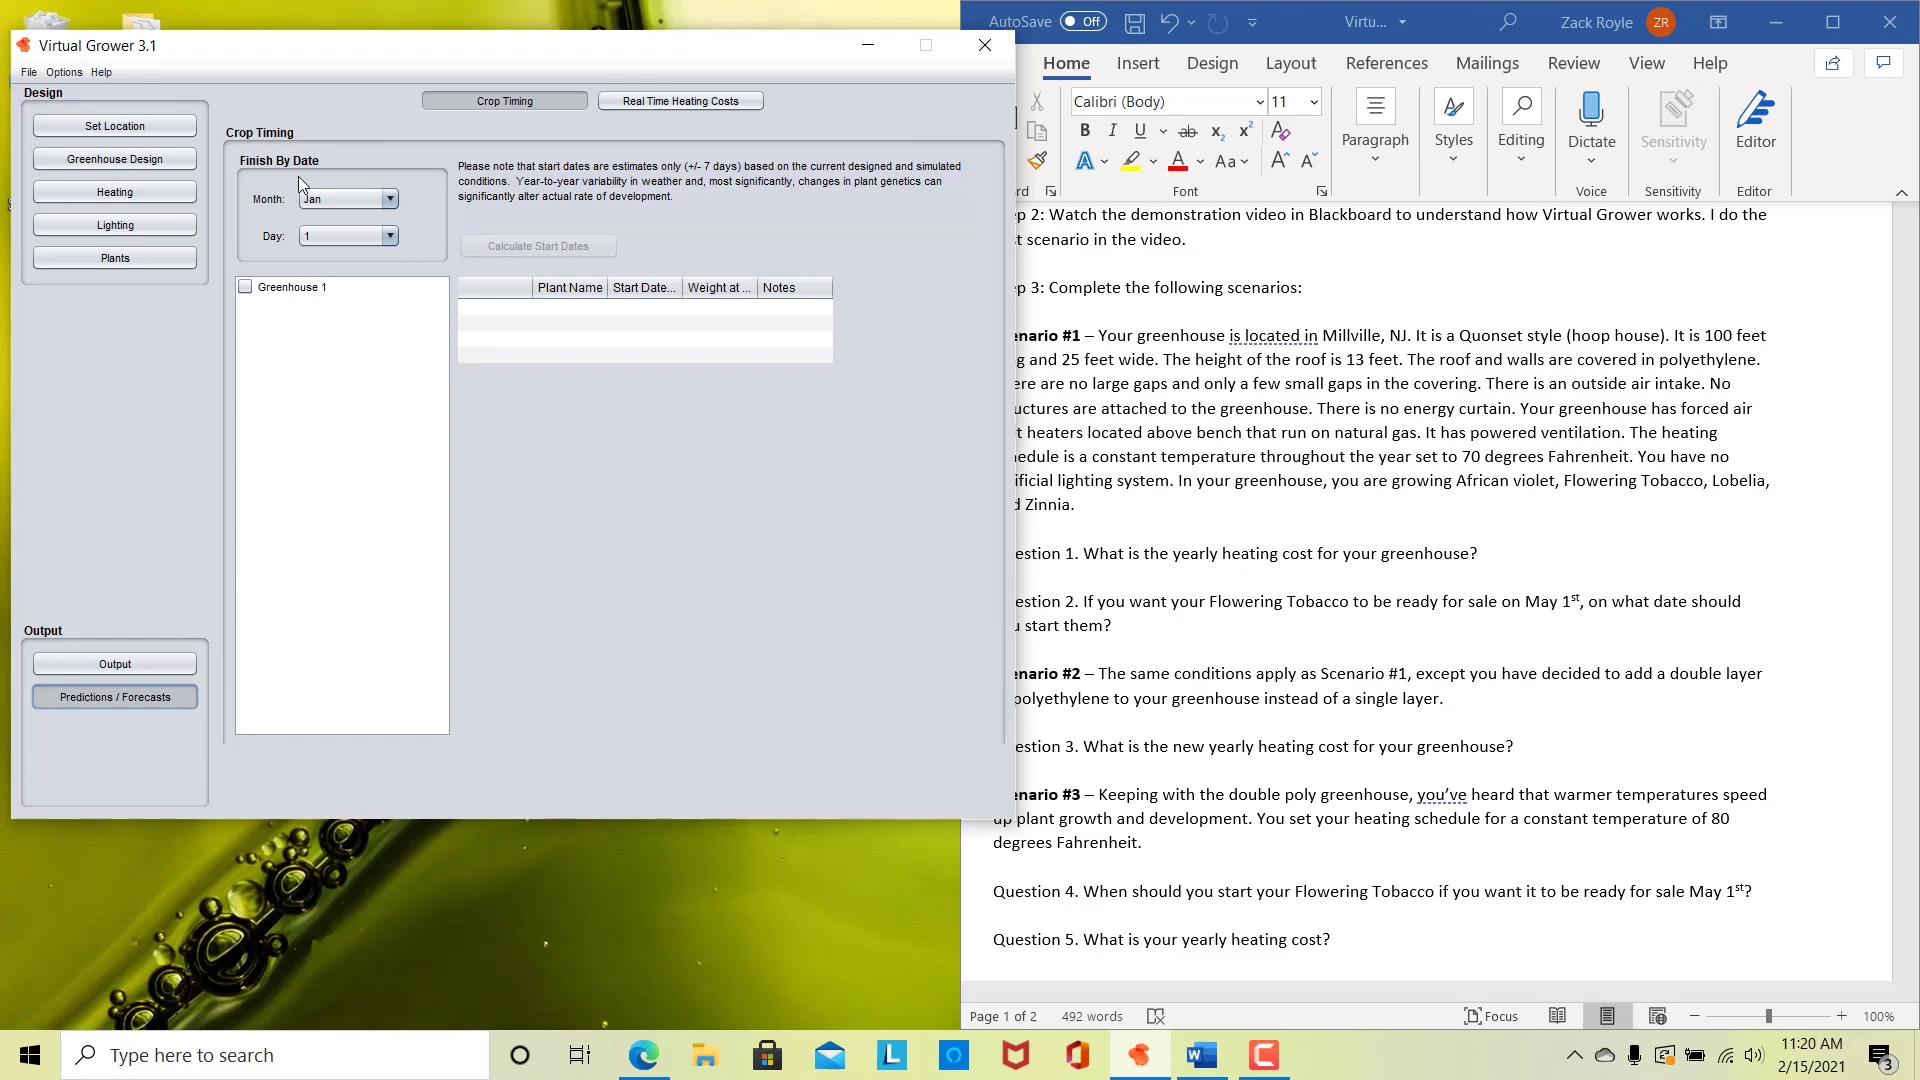 Virtual Grower 3.1
File Options Help
Design
Set Location
Greenhouse Design
Heating
Lighting
Plants
Output
Output
Predictions / Forecasts
Crop Timing
Real Time Heating Costs
Crop Timing
Finish By Date
Month: Jan
Day: 1
Please note that start dates are estimates only (+/- 7 days) based on the current designed and simulated
conditions. Year-to-year variability in weather and, most significantly, changes in plant genetics can
significantly alter actual rate of development.
Calculate Start Dates
Greenhouse 1
Plant Name Start Date... Weight at ... Notes
AutoSave Off Virtu... Zack Royle ZR
Home Insert Design Layout References Mailings Review View Help
Calibri (Body) 11
B I U ab x₂ x² A
A A Aa A A
Font
Paragraph
Styles
Editing
Dictate
Voice
Sensitivity
Sensitivity
Editor
Editor
ep 2: Watch the demonstration video in Blackboard to understand how Virtual Grower works. I do the
t scenario in the video.
ep 3: Complete the following scenarios:
enario #1 – Your greenhouse is located in Millville, NJ. It is a Quonset style (hoop house). It is 100 feet
g and 25 feet wide. The height of the roof is 13 feet. The roof and walls are covered in polyethylene.
ere are no large gaps and only a few small gaps in the covering. There is an outside air intake. No
uctures are attached to the greenhouse. There is no energy curtain. Your greenhouse has forced air
t heaters located above bench that run on natural gas. It has powered ventilation. The heating
edule is a constant temperature throughout the year set to 70 degrees Fahrenheit. You have no
ificial lighting system. In your greenhouse, you are growing African violet, Flowering Tobacco, Lobelia,
d Zinnia.
estion 1. What is the yearly heating cost for your greenhouse?
estion 2. If you want your Flowering Tobacco to be ready for sale on May 1st, on what date should
u start them?
enario #2 – The same conditions apply as Scenario #1, except you have decided to add a double layer
polyethylene to your greenhouse instead of a single layer.
estion 3. What is the new yearly heating cost for your greenhouse?
enario #3 – Keeping with the double poly greenhouse, you've heard that warmer temperatures speed
up plant growth and development. You set your heating schedule for a constant temperature of 80
degrees Fahrenheit.
Question 4. When should you start your Flowering Tobacco if you want it to be ready for sale May 1st?
Question 5. What is your yearly heating cost?
Page 1 of 2 492 words Focus 100%
Type here to search
11:20 AM
2/15/2021
3